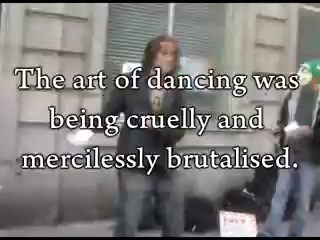 The art of dancing was
being cruelly and
mercilessly brutalised.